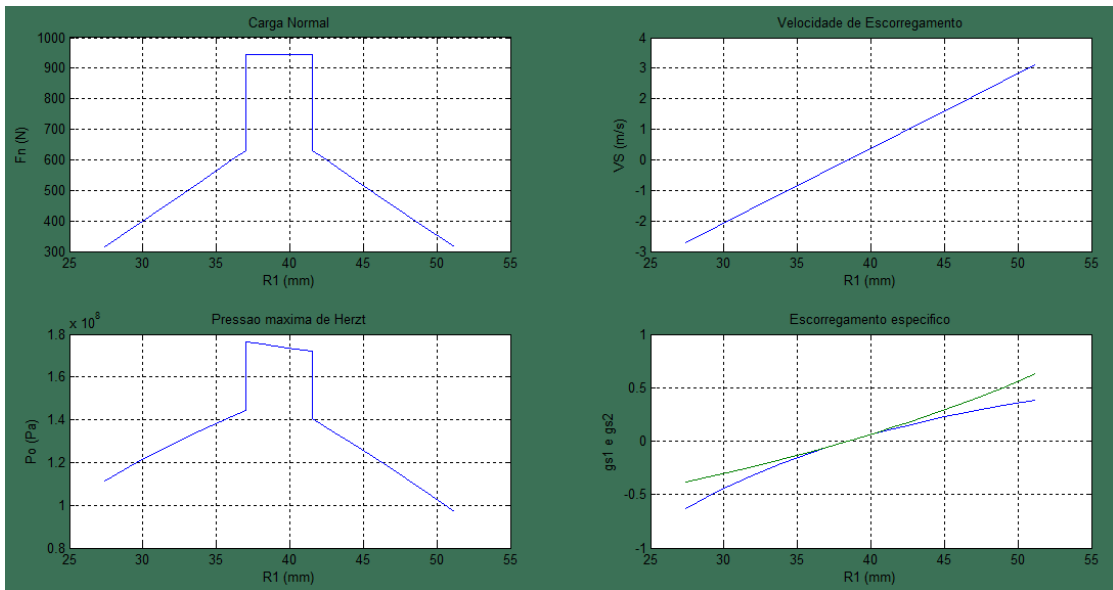 Carga Normal
1000
900
800
700
600
500
400
300
Fn (N)
25 30 35 40 45 50 55
R1 (mm)
Velocidade de Escorregamento
4
3
2
1
0
-1
-2
-3
VS (m/s)
25 30 35 40 45 50 55
R1 (mm)
Pressao maxima de Herzt
x 10^8
1.8
1.6
1.4
1.2
1
0.8
Po (Pa)
25 30 35 40 45 50 55
R1 (mm)
Escorregamento especifico
1
0.5
0
-0.5
-1
gs1 e gs2
25 30 35 40 45 50 55
R1 (mm)